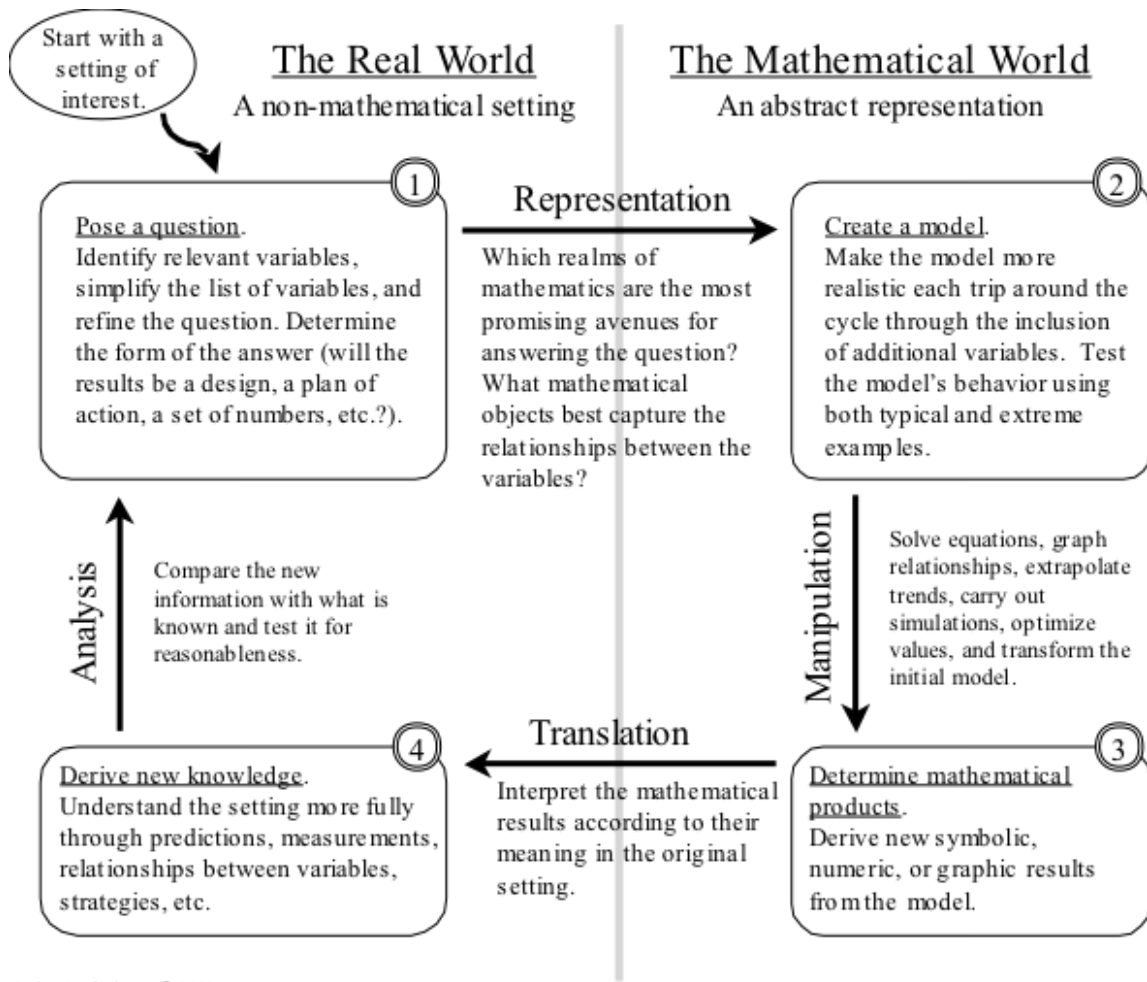 Start with a
setting of
interest.
The Real World
A non-mathematical setting
The Mathematical World
An abstract representation
1
Pose a question.
Identify relevant variables,
simplify the list of variables, and
refine the question. Determine
the form of the answer (will the
results be a design, a plan of
action, a set of numbers, etc.?).
Representation
Which realms of
mathematics are the most
promising avenues for
answering the question?
What mathematical
objects best capture the
relationships between the
variables?
2
Create a model.
Make the model more
realistic each trip around the
cycle through the inclusion
of additional variables. Test
the model's behavior using
both typical and extreme
examples.
Manipulation
Solve equations, graph
relationships, extrapolate
trends, carry out
simulations, optimize
values, and transform the
initial model.
3
Determine mathematical
products.
Derive new symbolic,
numeric, or graphic results
from the model.
Translation
Interpret the mathematical
results according to their
meaning in the original
setting.
4
Derive new knowledge.
Understand the setting more fully
through predictions, measurements,
relationships between variables,
strategies, etc.
Analysis
Compare the new
information with what is
known and test it for
reasonableness.